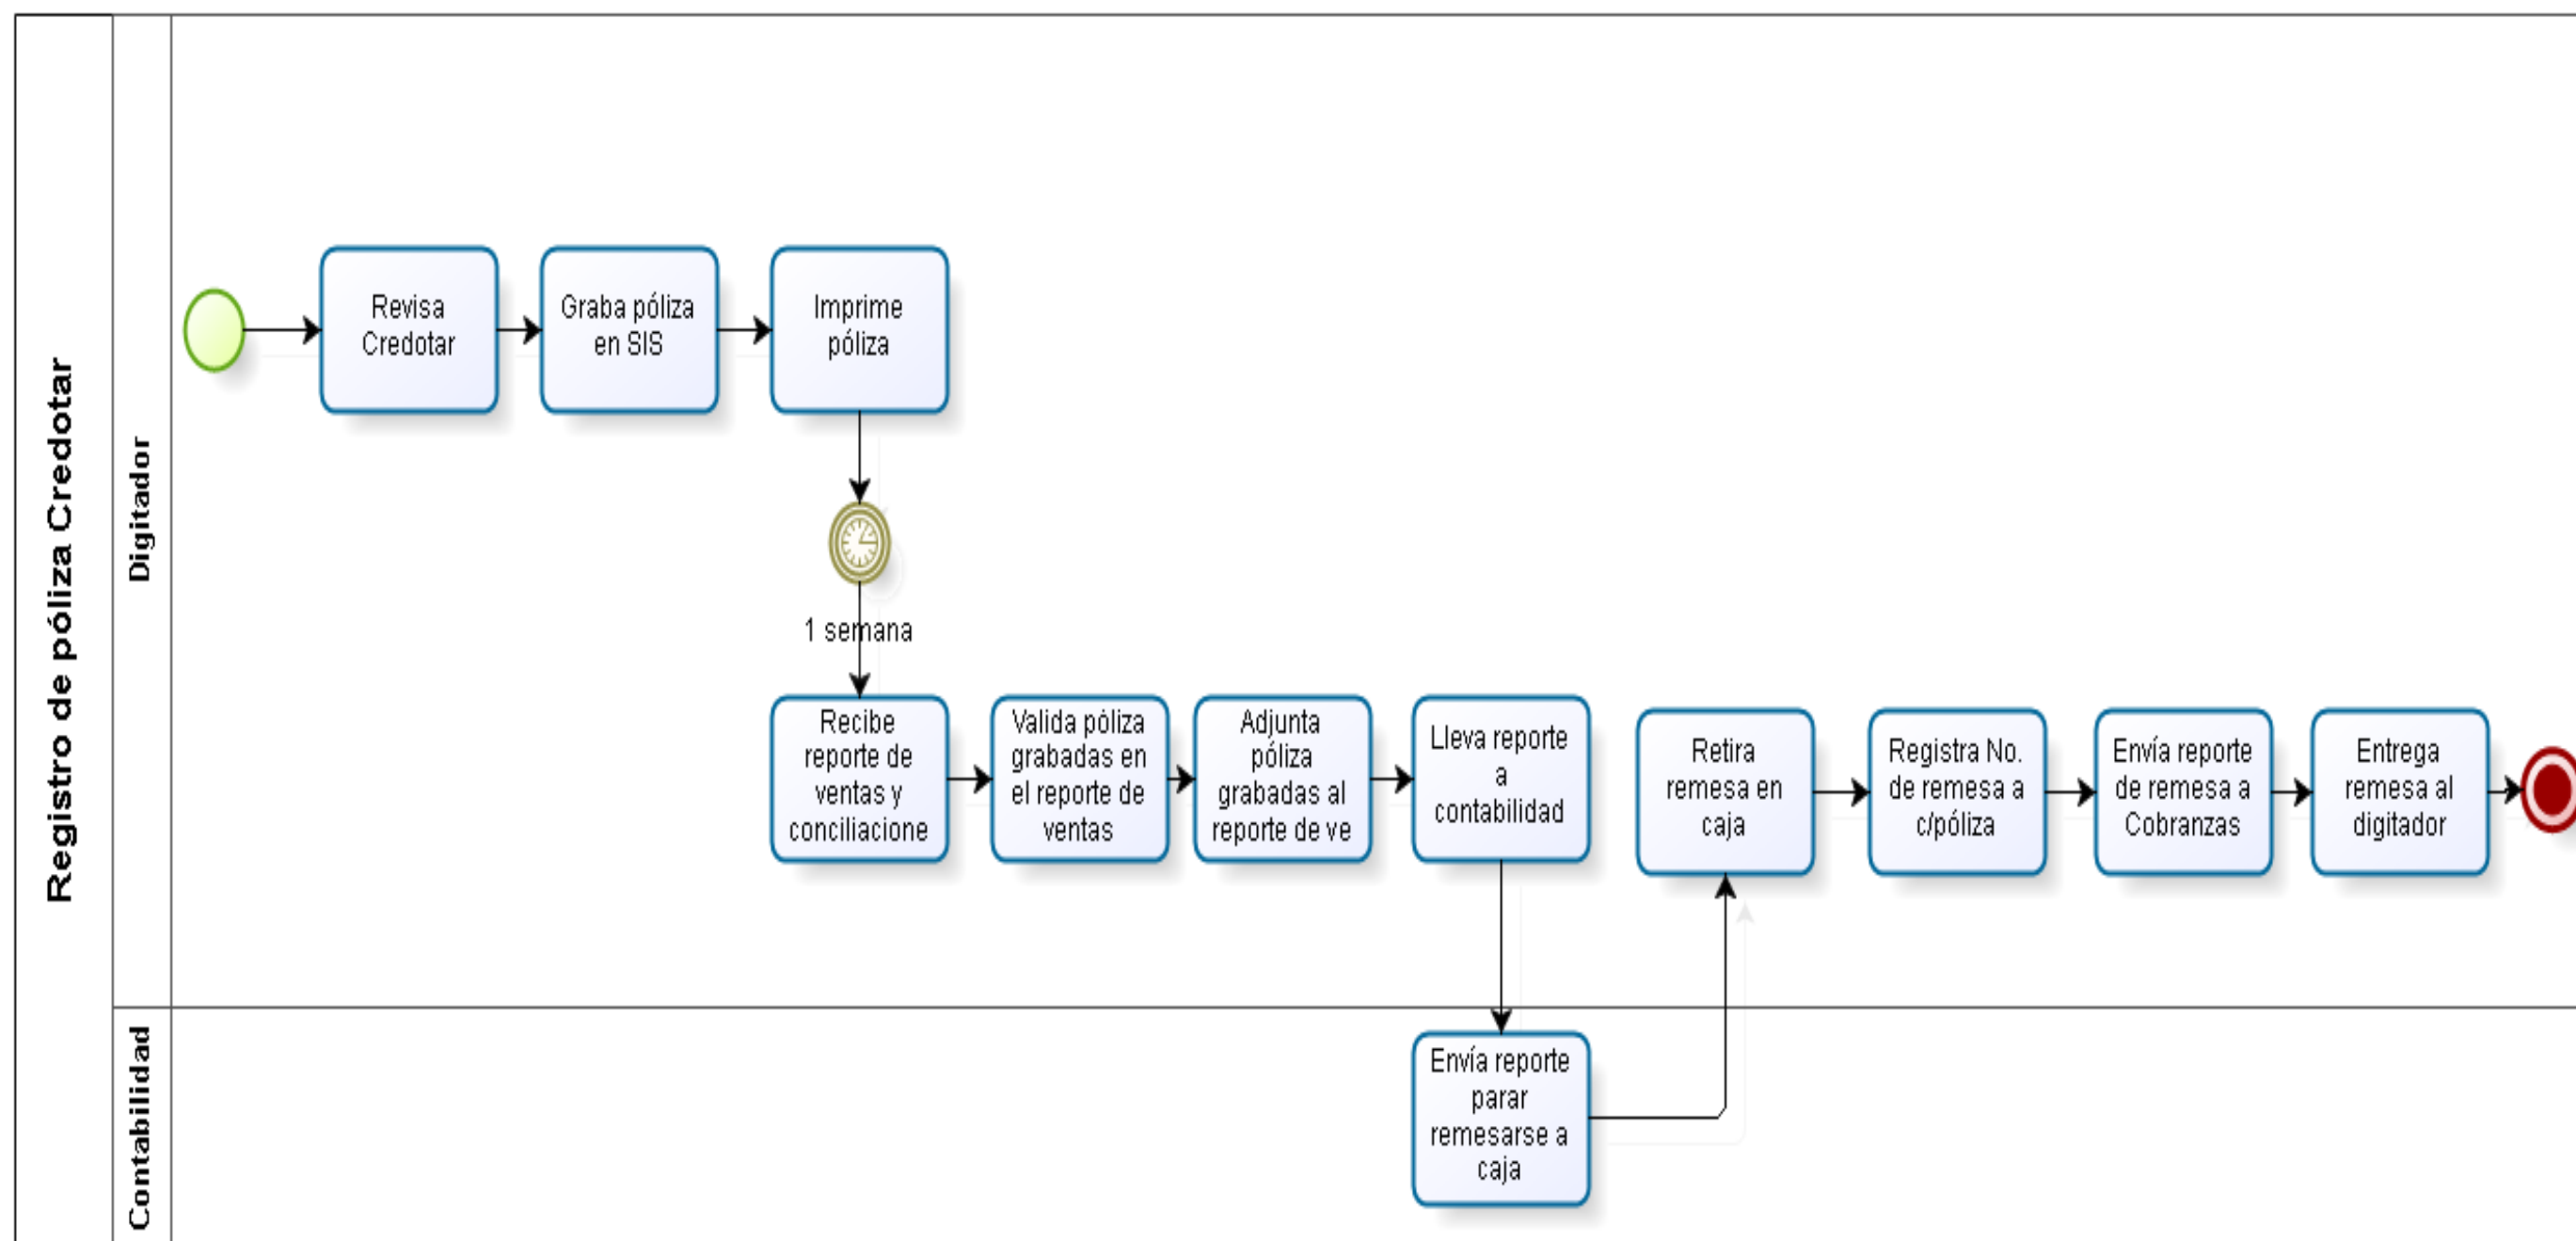 Registro de póliza Credotar
Digitador
Revisa
Credotar
Graba póliza
en SIS
Imprime
póliza
1 semana
Recibe
reporte de
ventas y
conciliacione
Valida póliza
grabadas en
el reporte de
ventas
Adjunta
póliza
grabadas al
reporte de ve
Lleva reporte
a
contabilidad
Retira
remesa en
caja
Registra No.
de remesa a
c/póliza
Envía reporte
de remesa a
Cobranzas
Entrega
remesa al
digitador
Contabilidad
Envía reporte
parar
remesarse a
caja